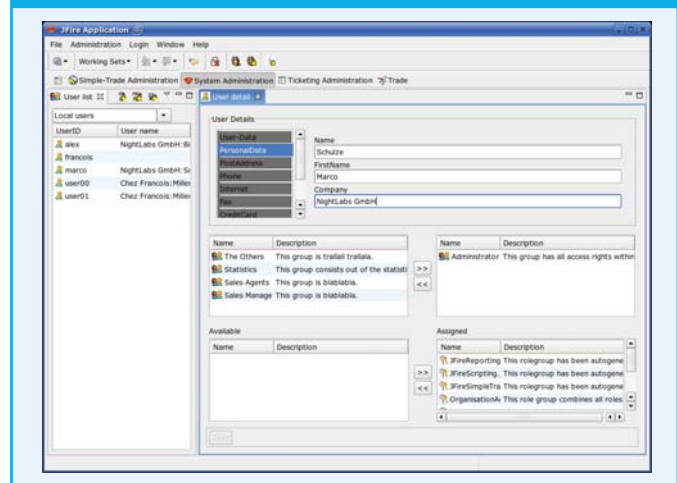 JFire Application
File Administration Login Window Help
Working Sets
Simple-Trade Administration System Administration Ticketing Administration Trade
User list
User detail
Local users
UserID User name
alex NightLabs GmbH: Bi
francois
marco NightLabs GmbH: Sc
user00 Chez Francois: Miller
user01 Chez Francois: Miller
User Details
User-Data
PersonalData
PostAddress
Phone
Internet
Fax
CreditCard
Name
Schulze
FirstName
Marco
Company
NightLabs GmbH
Name Description
The Others This group is trallali trallala.
Statistics This group consists out of the statisti
Sales Agents This group is blablabla.
Sales Manage This group is blablabla.
>>
<<
Name Description
Administrator This group has all access rights within
Available
Name Description
>>
<<
Assigned
Name Description
JFireReporting This rolegroup has been autogene
JFireScripting. This rolegroup has been autogene
JFireSimpleTra This rolegroup has been autogene
OrganisationA This role group combines all roles